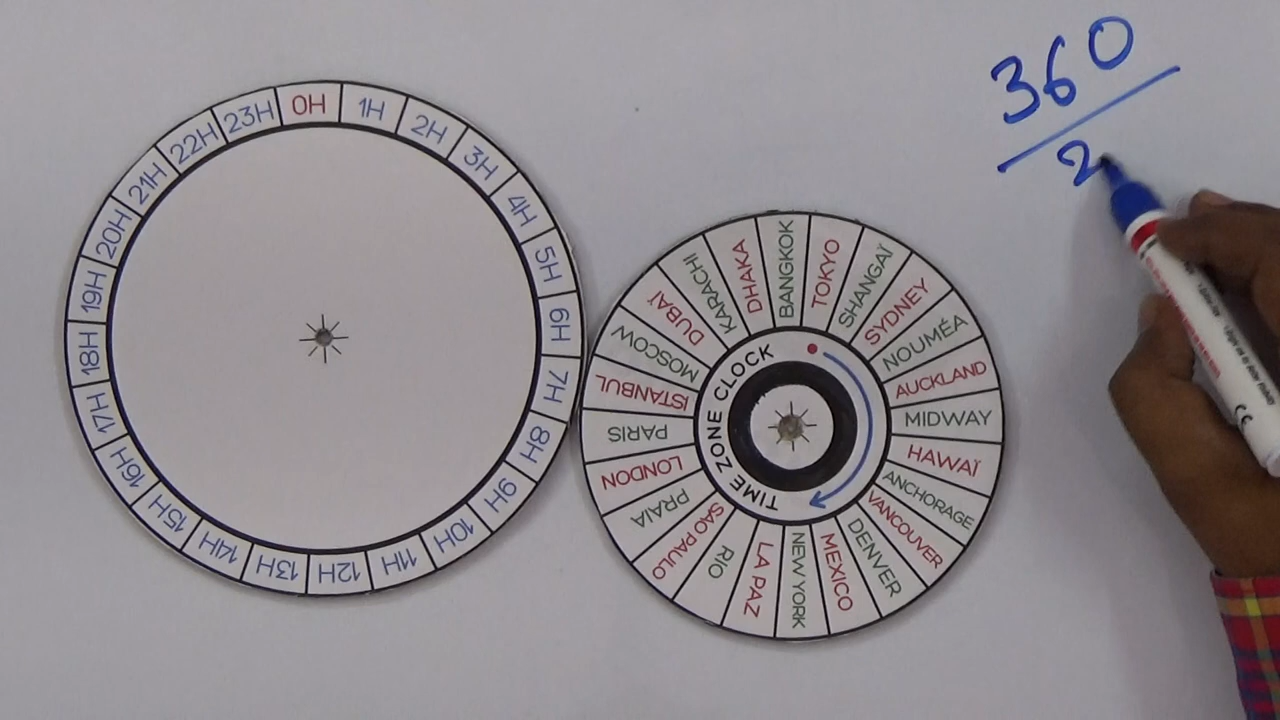 360
2
0H
1H
2H
3H
4H
5H
6H
7H
8H
9H
10H
11H
12H
13H
14H
15H
16H
17H
18H
19H
20H
21H
22H
23H
TIME ZONE CLOCK
BANGKOK
TOKYO
SHANGAÏ
SYDNEY
NOUMÉA
AUCKLAND
MIDWAY
HAWAÏ
ANCHORAGE
VANCOUVER
DENVER
MEXICO
NEW YORK
LA PAZ
RIO
SAO PAULO
PRAIA
LONDON
PARIS
ISTANBUL
MOSCOW
DUBAÏ
KARACHI
DHAKA